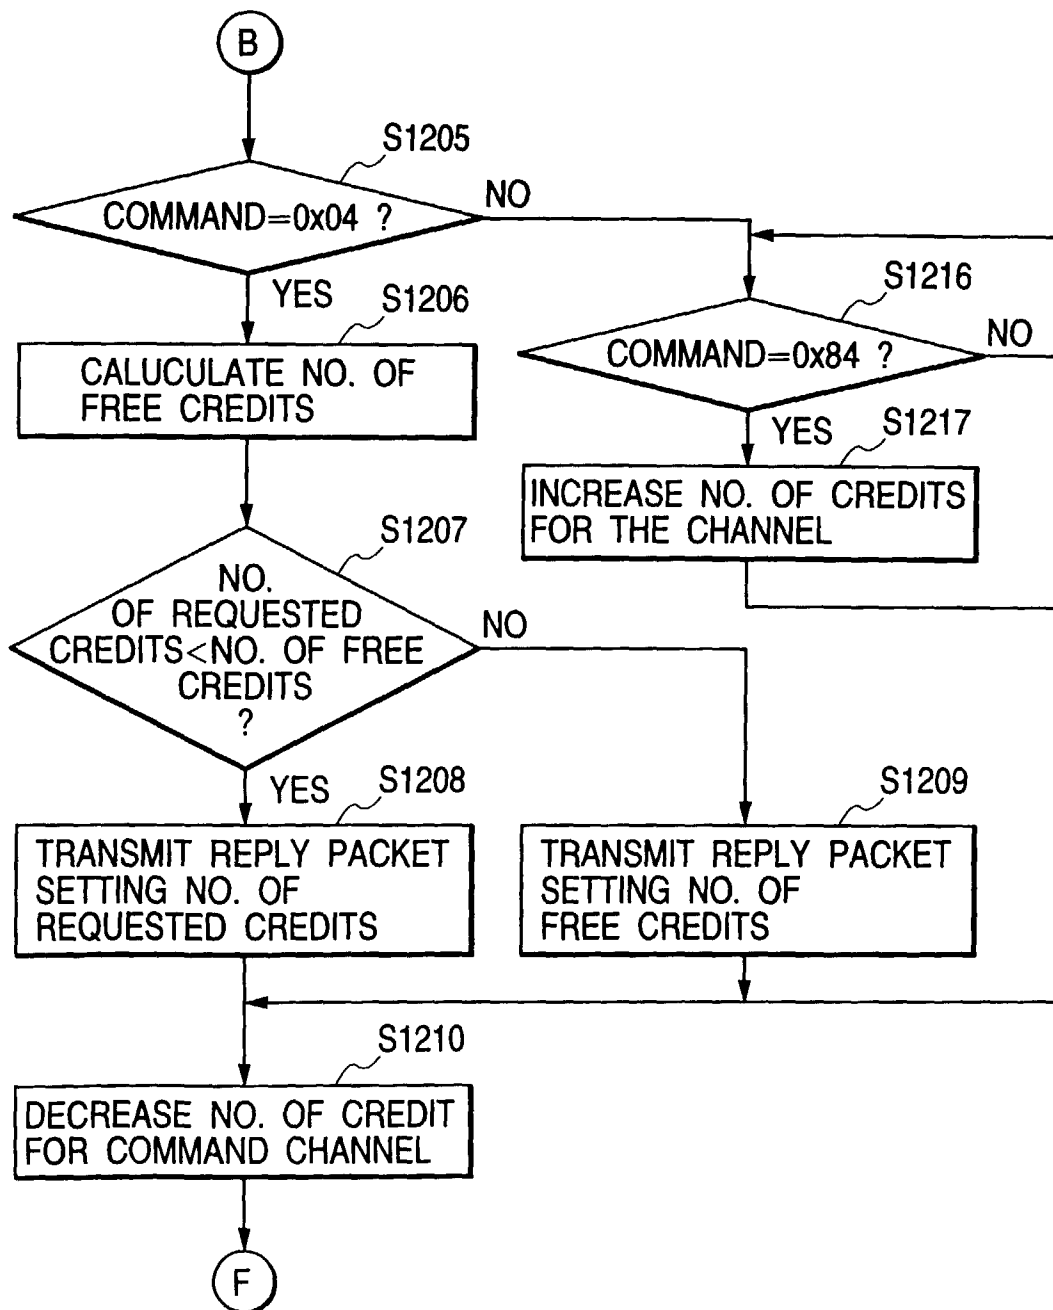 B
S1205
COMMAND=0x04 ?
NO
YES
S1206
CALUCULATE NO. OF
FREE CREDITS
S1216
COMMAND=0x84 ?
NO
YES
S1217
INCREASE NO. OF CREDITS
FOR THE CHANNEL
S1207
NO.
OF REQUESTED
CREDITS<NO. OF FREE
CREDITS
?
NO
YES
S1208
TRANSMIT REPLY PACKET
SETTING NO. OF
REQUESTED CREDITS
S1209
TRANSMIT REPLY PACKET
SETTING NO. OF
FREE CREDITS
S1210
DECREASE NO. OF CREDIT
FOR COMMAND CHANNEL
F